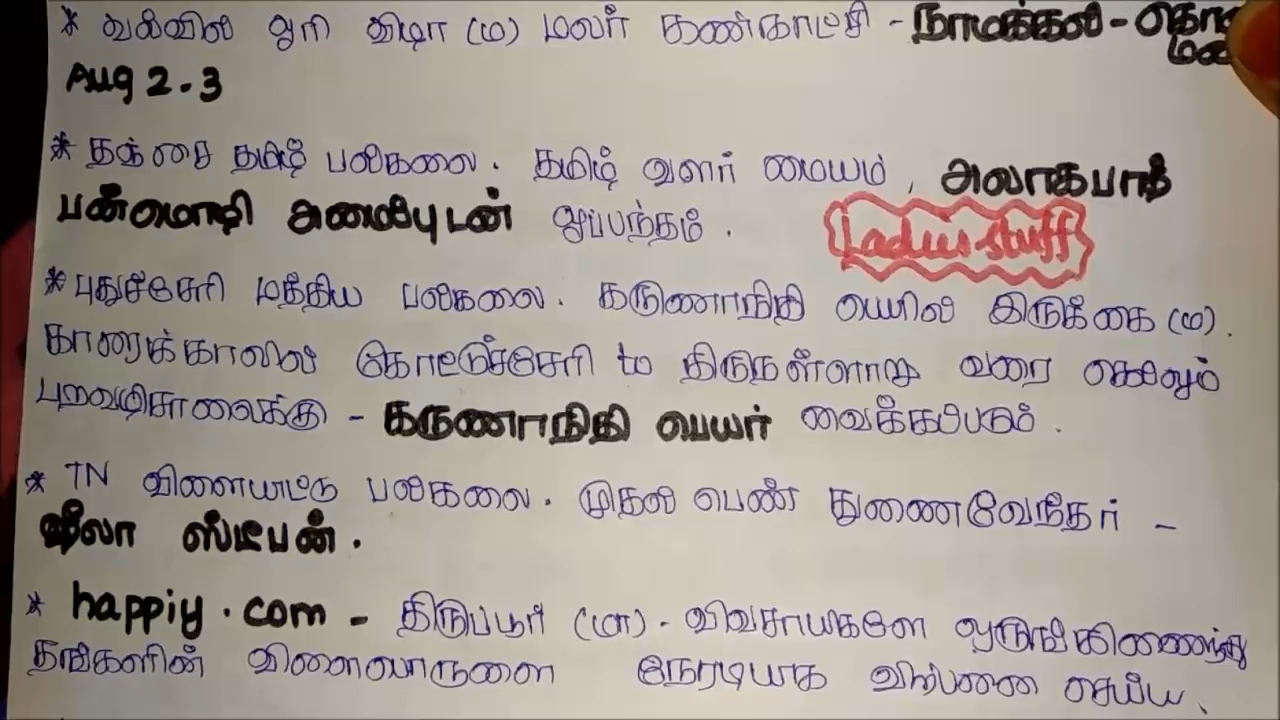 * வல்வில் ஓரி விழா (ம) மலர் கண்காட்சி - நாமக்கல் -
Aug 2.3
* தஞ்சை தமிழ் பல்கலை. தமிழ் வளர் மையம், அலாகபாத்
பன்மொழி அமைப்புடன் ஒப்பந்தம்.
Ladies stuff
* புதுச்சேரி மத்திய பல்கலை. கருணாநிதி பெயரில் இருக்கை (ம).
காரைக்காலில் கோட்டுச்சேரி to திருநள்ளாறு வரை செல்லும்
புறவழிசாலைக்கு - கருணாநிதி பெயர் வைக்கப்படும்.
* TN விளையாட்டு பல்கலை. முதல் பெண் துணைவேந்தர் -
ஷீலா ஸ்டீபன்.
* happiy.com - திருப்பூர் (மா). விவசாயிகளே ஒருங்கிணைந்து
தங்களின் விளைபொருளை நேரடியாக விற்பனை செய்ய.